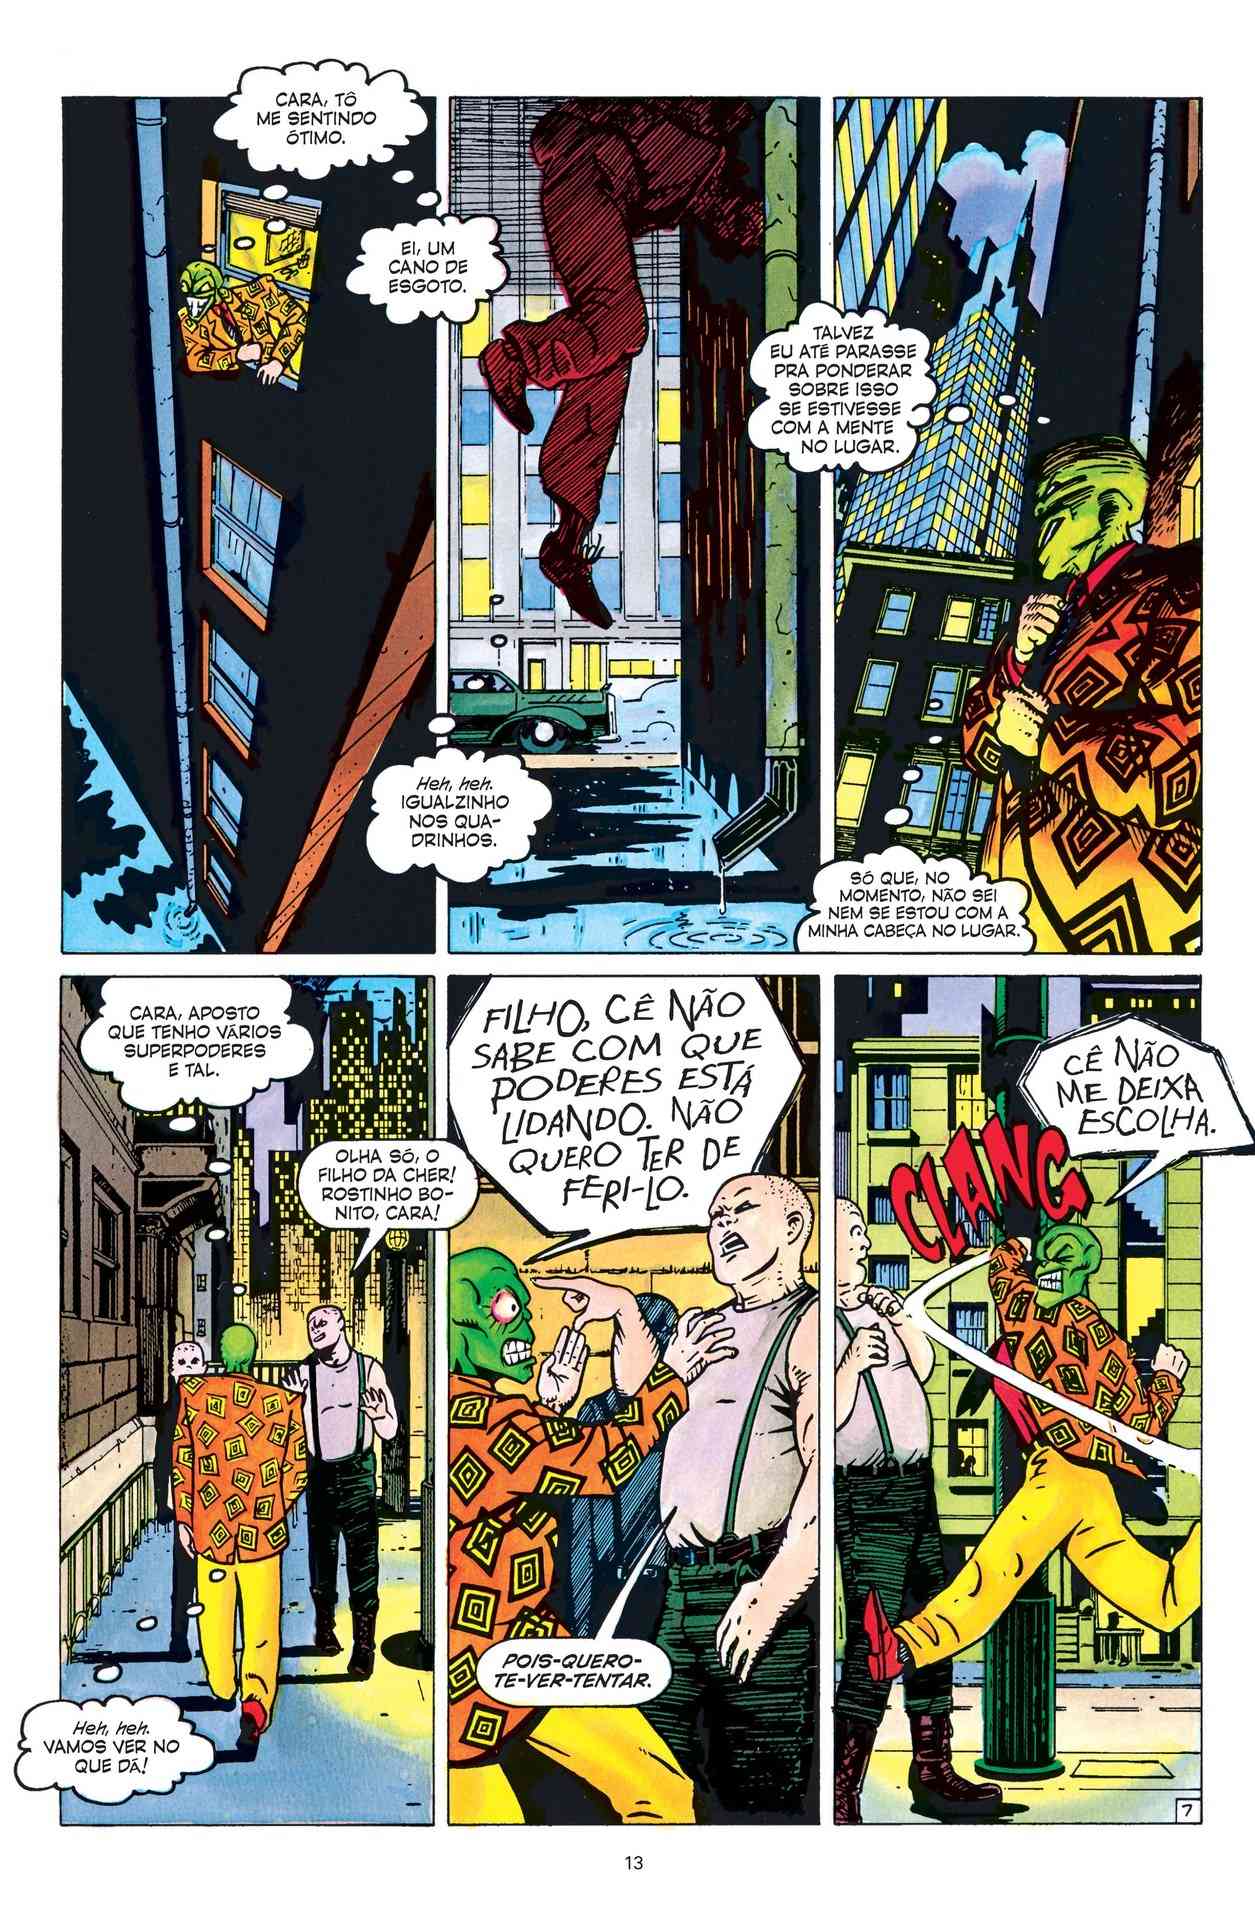 CARA, TÔ
ME SENTINDO
ÓTIMO.
EI, UM
CANO DE
ESGOTO.
Heh, heh.
IGUALZINHO
NOS QUA-
DRINHOS.
TALVEZ
EU ATÉ PARASSE
PRA PONDERAR
SOBRE ISSO
SE ESTIVESSE
COM A MENTE
NO LUGAR.
SÓ QUE, NO
MOMENTO, NÃO SEI
NEM SE ESTOU COM A
MINHA CABEÇA NO LUGAR.
CARA, APOSTO
QUE TENHO VÁRIOS
SUPERPODERES
E TAL.
OLHA SÓ, O
FILHO DA CHER!
ROSTINHO BO-
NITO, CARA!
Heh, heh.
VAMOS VER NO
QUE DÁ!
FILHO, CÊ NÃO
SABE COM QUE
PODERES ESTÁ
LIDANDO. NÃO
QUERO TER DE
FERI-LO.
POIS-QUERO-
TE-VER-TENTAR.
CÊ NÃO
ME DEIXA
ESCOLHA.
CLANG
7
13